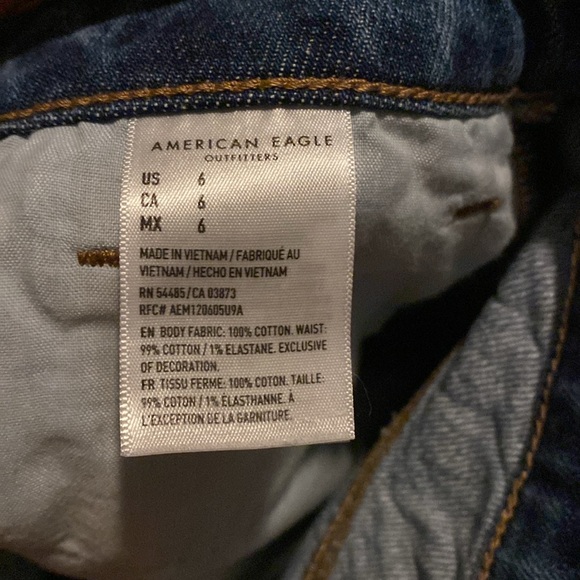 AMERICAN EAGLE
OUTFITTERS
US 6
CA 6
MX 6
MADE IN VIETNAM / FABRIQUÉ AU
VIETNAM / HECHO EN VIETNAM
RN 54485/CA 03873
RFC# AEM120605U9A
EN BODY FABRIC: 100% COTTON. WAIST:
99% COTTON / 1% ELASTANE. EXCLUSIVE
OF DECORATION.
FR TISSU FERME: 100% COTON. TAILLE:
99% COTON / 1% ELASTHANNE. À
L'EXCEPTION DE LA GARNITURE.